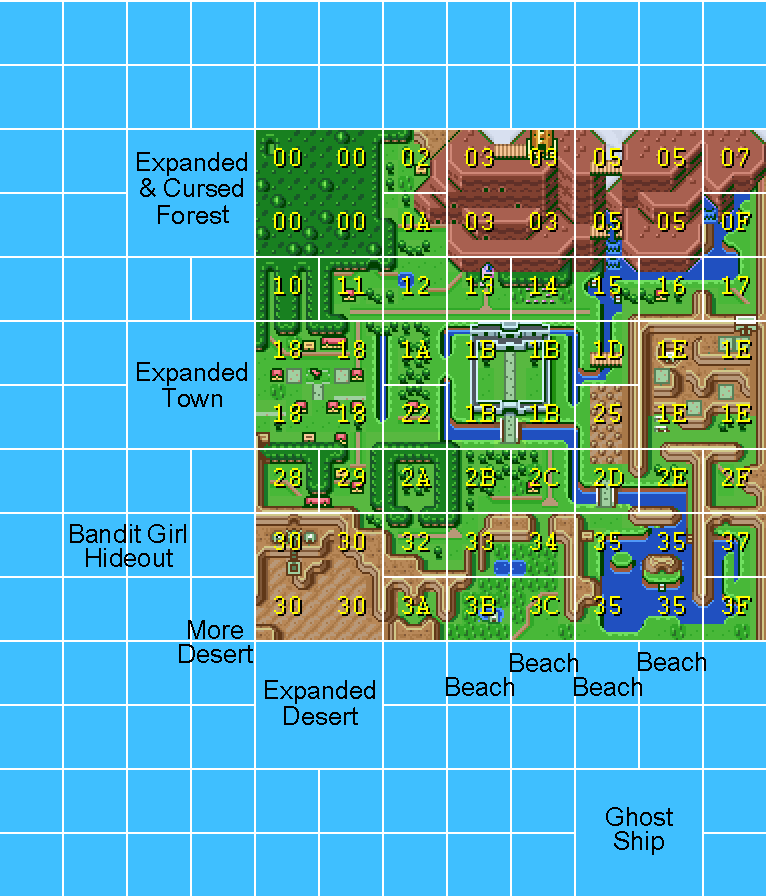 00 00 02 03 03 05 05 07
Expanded
& Cursed
Forest
00 00 0A 03 03 05 05 0F
10 11 12 13 14 15 16 17
18 18 1A 1B 1B 1D 1E 1E
Expanded
Town
18 18 22 1B 1B 25 1E 1E
28 29 2A 2B 2C 2D 2E 2F
Bandit Girl
Hideout
30 30 32 33 34 35 35 37
30 30 3A 3B 3C 35 35 3F
More
Desert
Expanded
Desert
Beach
Beach
Beach
Beach
Ghost
Ship